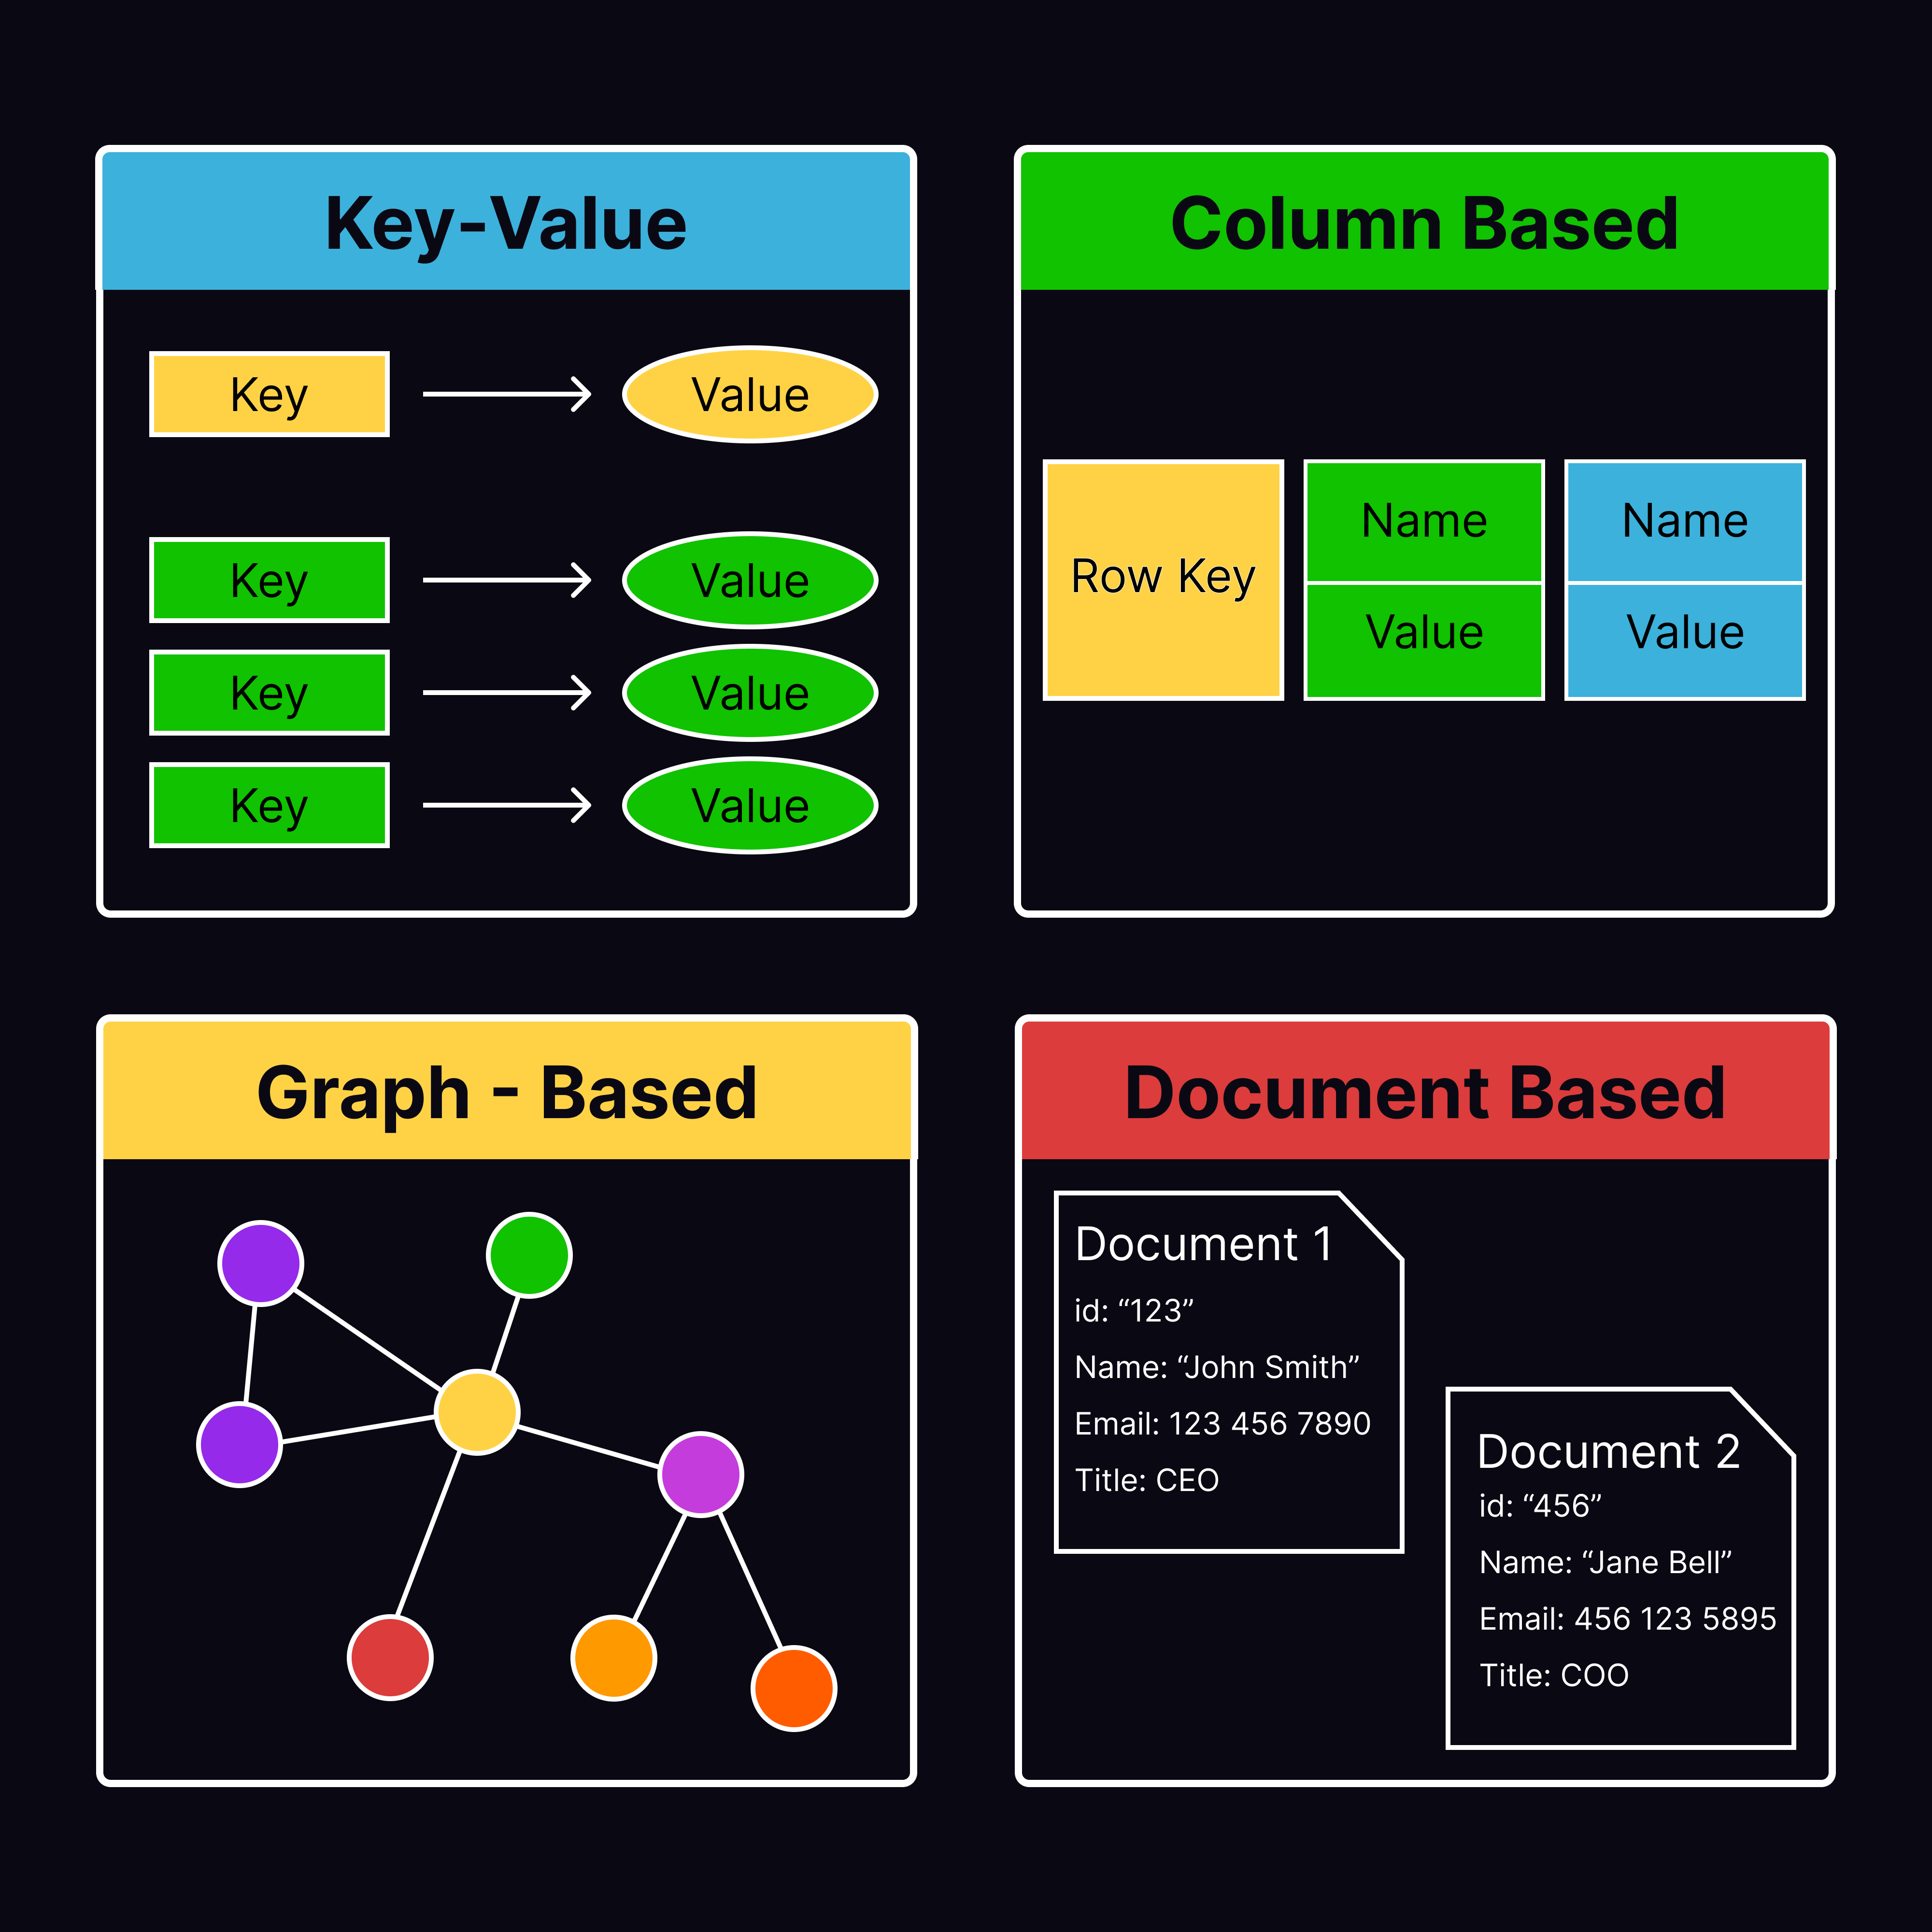 Key-Value
Key
Value
Key
Value
Key
Value
Key
Value
Column Based
Row Key
Name
Value
Name
Value
Graph - Based
Document Based
Document 1
id: “123”
Name: “John Smith”
Email: 123 456 7890
Title: CEO
Document 2
id: “456”
Name: “Jane Bell”
Email: 456 123 5895
Title: COO